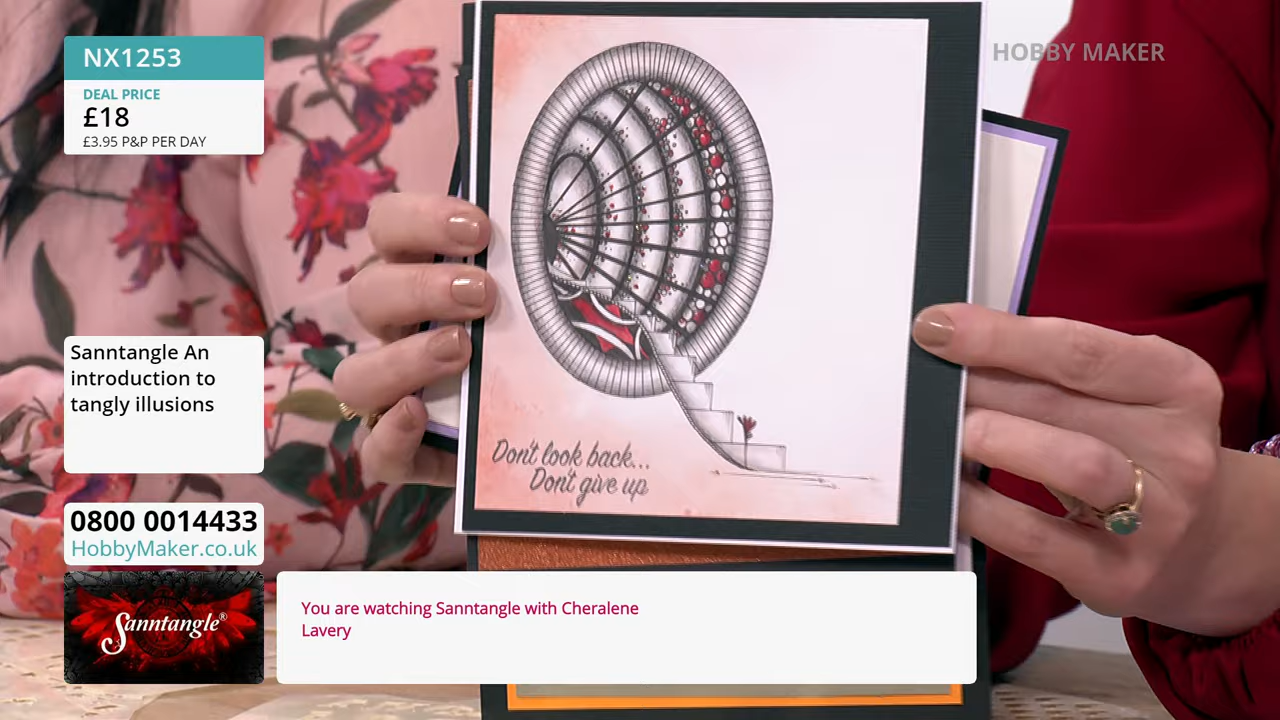 NX1253
DEAL PRICE
£18
£3.95 P&P PER DAY
HOBBY MAKER
Sanntangle An
introduction to
tangly illusions
Don't look back...
Don't give up
0800 0014433
HobbyMaker.co.uk
Sanntangle®
You are watching Sanntangle with Cheralene
Lavery